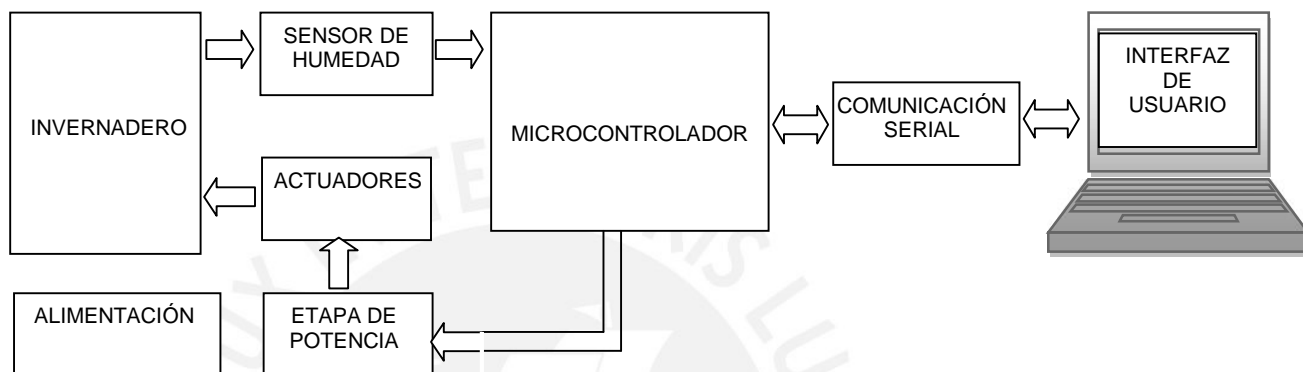 INVERNADERO
SENSOR DE
HUMEDAD
MICROCONTROLADOR
COMUNICACIÓN
SERIAL
INTERFAZ
DE
USUARIO
ACTUADORES
ALIMENTACIÓN
ETAPA DE
POTENCIA